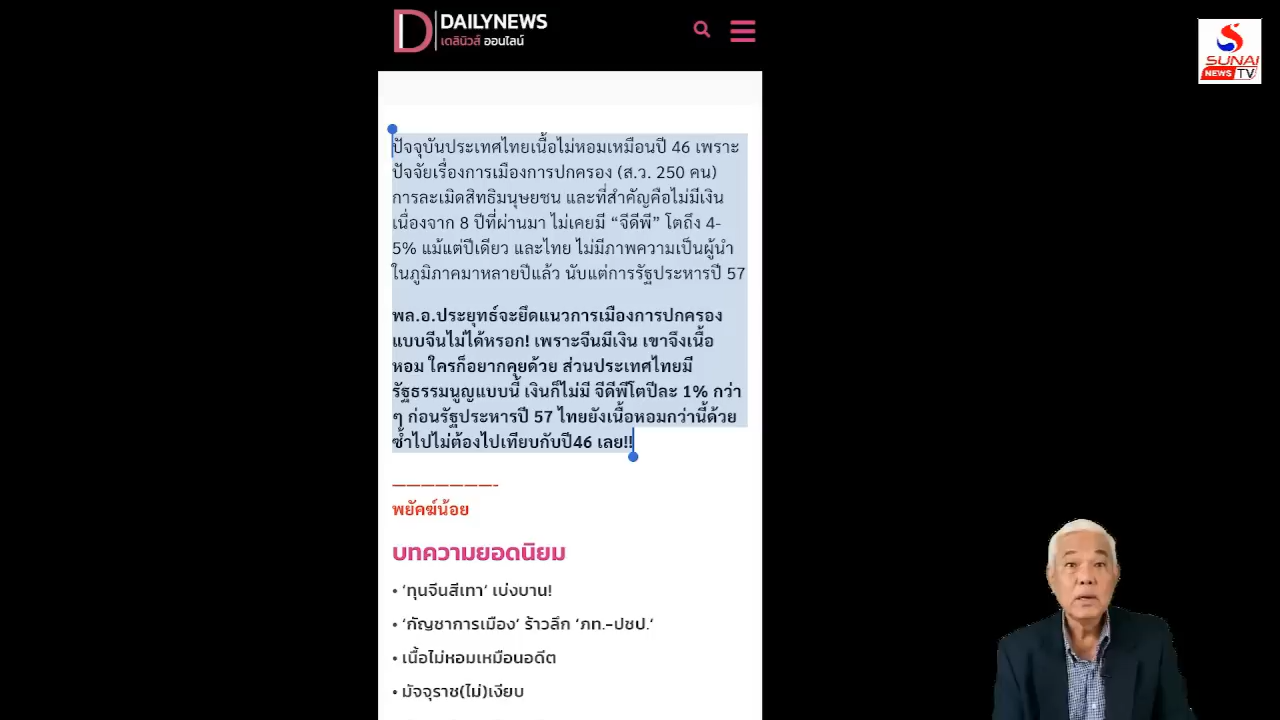 DAILYNEWS
เดลินิวส์ ออนไลน์
SUNAI
NEWS TV
ปัจจุบันประเทศไทยเนื้อไม่หอมเหมือนปี 46 เพราะ
ปัจจัยเรื่องการเมืองการปกครอง (ส.ว. 250 คน)
การละเมิดสิทธิมนุษยชน และที่สำคัญคือไม่มีเงิน
เนื่องจาก 8 ปีที่ผ่านมา ไม่เคยมี “จีดีพี” โตถึง 4-
5% แม้แต่ปีเดียว และไทย ไม่มีภาพความเป็นผู้นำ
ในภูมิภาคมาหลายปีแล้ว นับแต่การรัฐประหารปี 57
พล.อ.ประยุทธ์จะยึดแนวการเมืองการปกครอง
แบบจีนไม่ได้หรอก! เพราะจีนมีเงิน เขาจึงเนื้อ
หอม ใครก็อยากคุยด้วย ส่วนประเทศไทยมี
รัฐธรรมนูญแบบนี้ เงินก็ไม่มี จีดีพีโตปีละ 1% กว่า
ๆ ก่อนรัฐประหารปี 57 ไทยยังเนื้อหอมกว่านี้ด้วย
ซ้ำไปไม่ต้องไปเทียบกับปี46 เลย!!
———————-
พยัคฆ์น้อย
บทความยอดนิยม
• ‘ทุนจีนสีเทา’ เบ่งบาน!
• ‘กัญชาการเมือง’ ร้าวลึก ‘ภท.-ปชป.‘
• เนื้อไม่หอมเหมือนอดีต
• มัจจุราช(ไม่)เงียบ